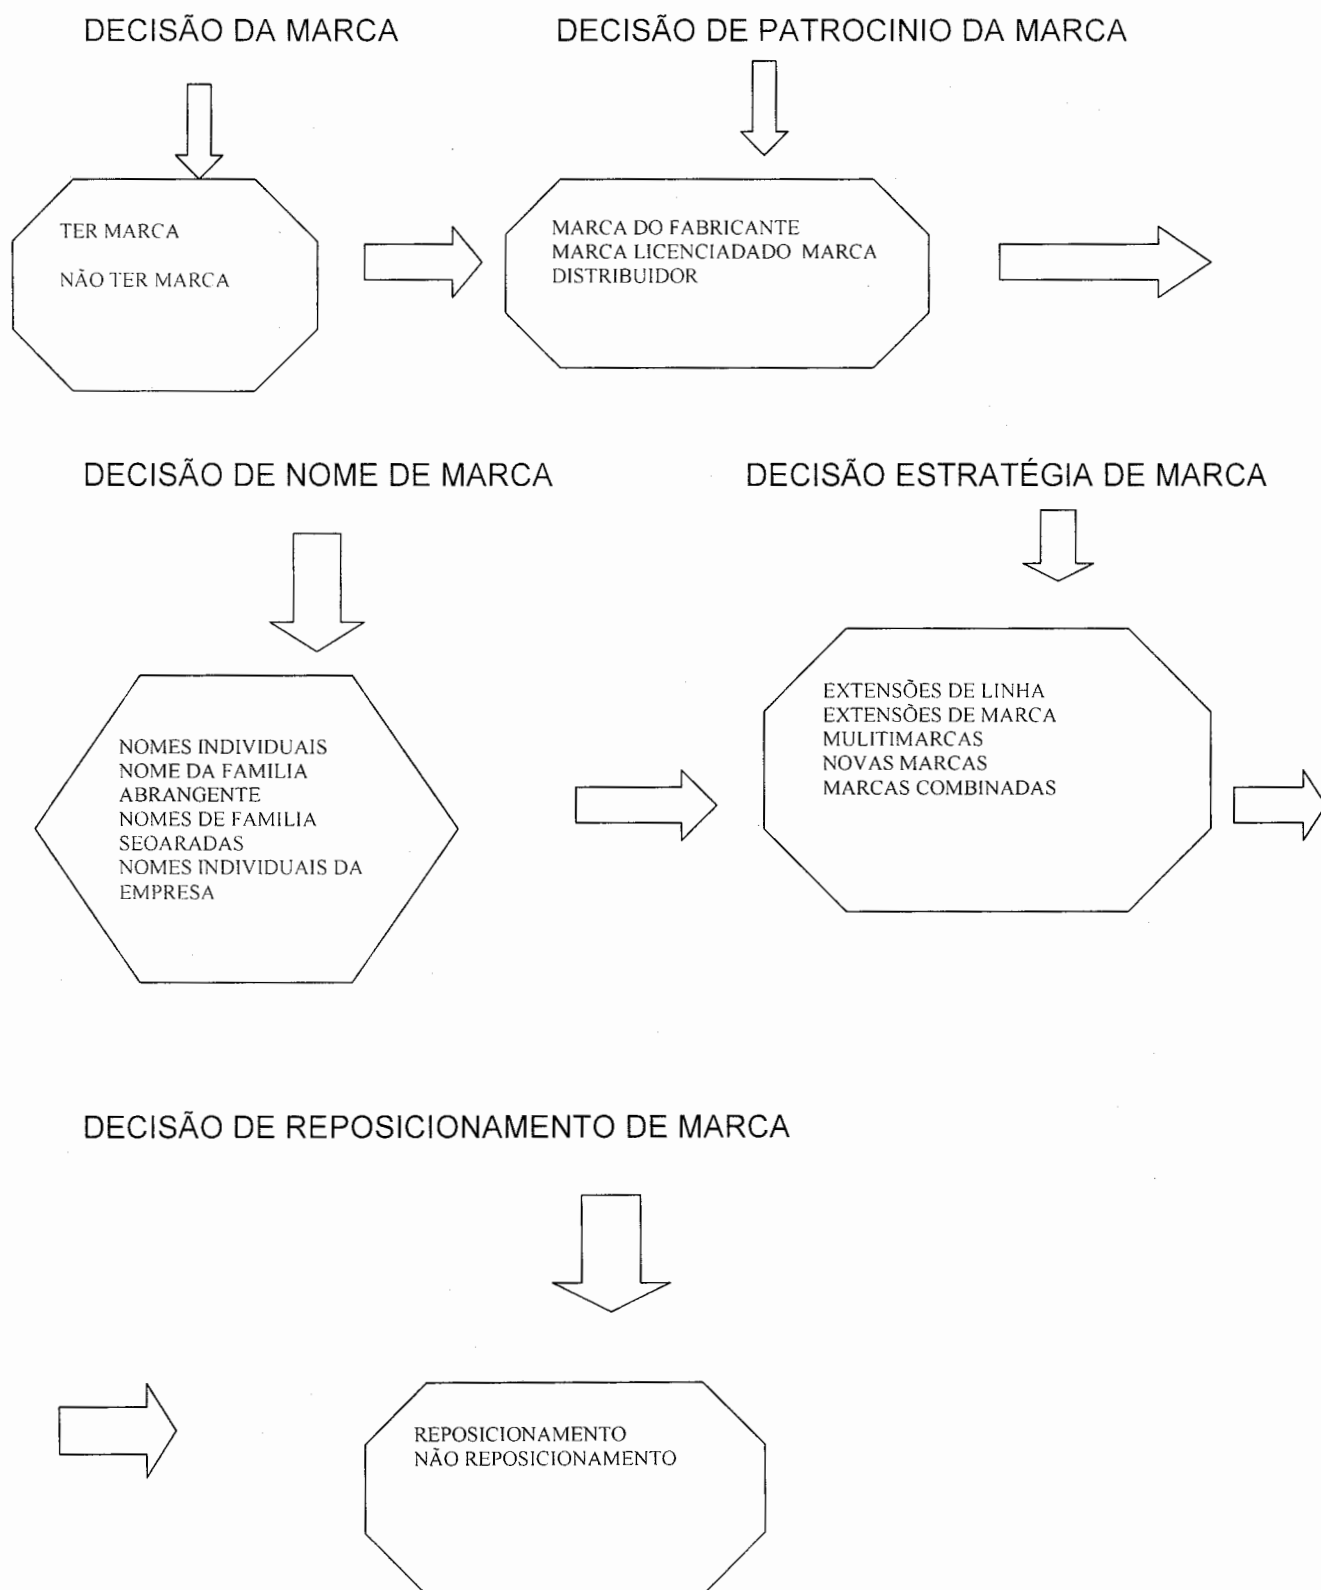 DECISÃO DA MARCA
DECISÃO DE PATROCINIO DA MARCA
TER MARCA
NÃO TER MARCA
MARCA DO FABRICANTE
MARCA LICENCIADADO MARCA
DISTRIBUIDOR
DECISÃO DE NOME DE MARCA
DECISÃO ESTRATÉGIA DE MARCA
NOMES INDIVIDUAIS
NOME DA FAMILIA
ABRANGENTE
NOMES DE FAMILIA
SEOARADAS
NOMES INDIVIDUAIS DA
EMPRESA
EXTENSÕES DE LINHA
EXTENSÕES DE MARCA
MULITIMARCAS
NOVAS MARCAS
MARCAS COMBINADAS
DECISÃO DE REPOSICIONAMENTO DE MARCA
REPOSICIONAMENTO
NÃO REPOSICIONAMENTO